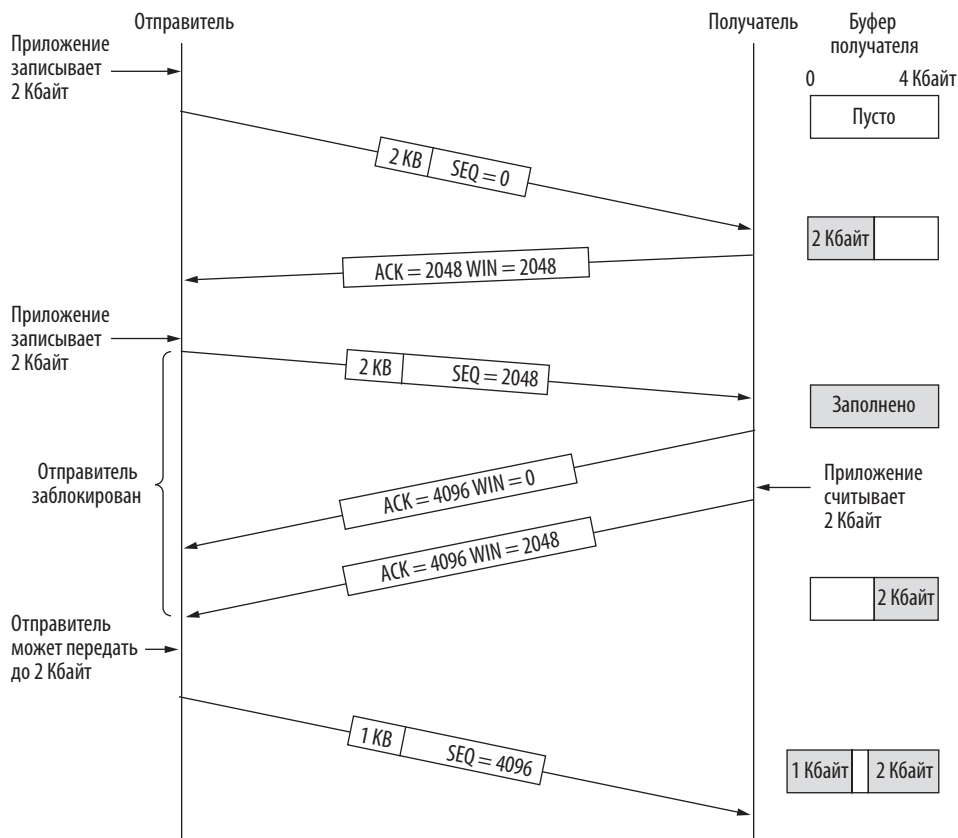 Отправитель
Получатель
Буфер
получателя
Приложение
записывает
2 Кбайт
0 4 Кбайт
Пусто
2 KB SEQ = 0
2 Кбайт
ACK = 2048 WIN = 2048
Приложение
записывает
2 Кбайт
2 KB SEQ = 2048
Заполнено
Отправитель
заблокирован
ACK = 4096 WIN = 0
Приложение
считывает
2 Кбайт
ACK = 4096 WIN = 2048
2 Кбайт
Отправитель
может передать
до 2 Кбайт
1 KB SEQ = 4096
1 Кбайт 2 Кбайт